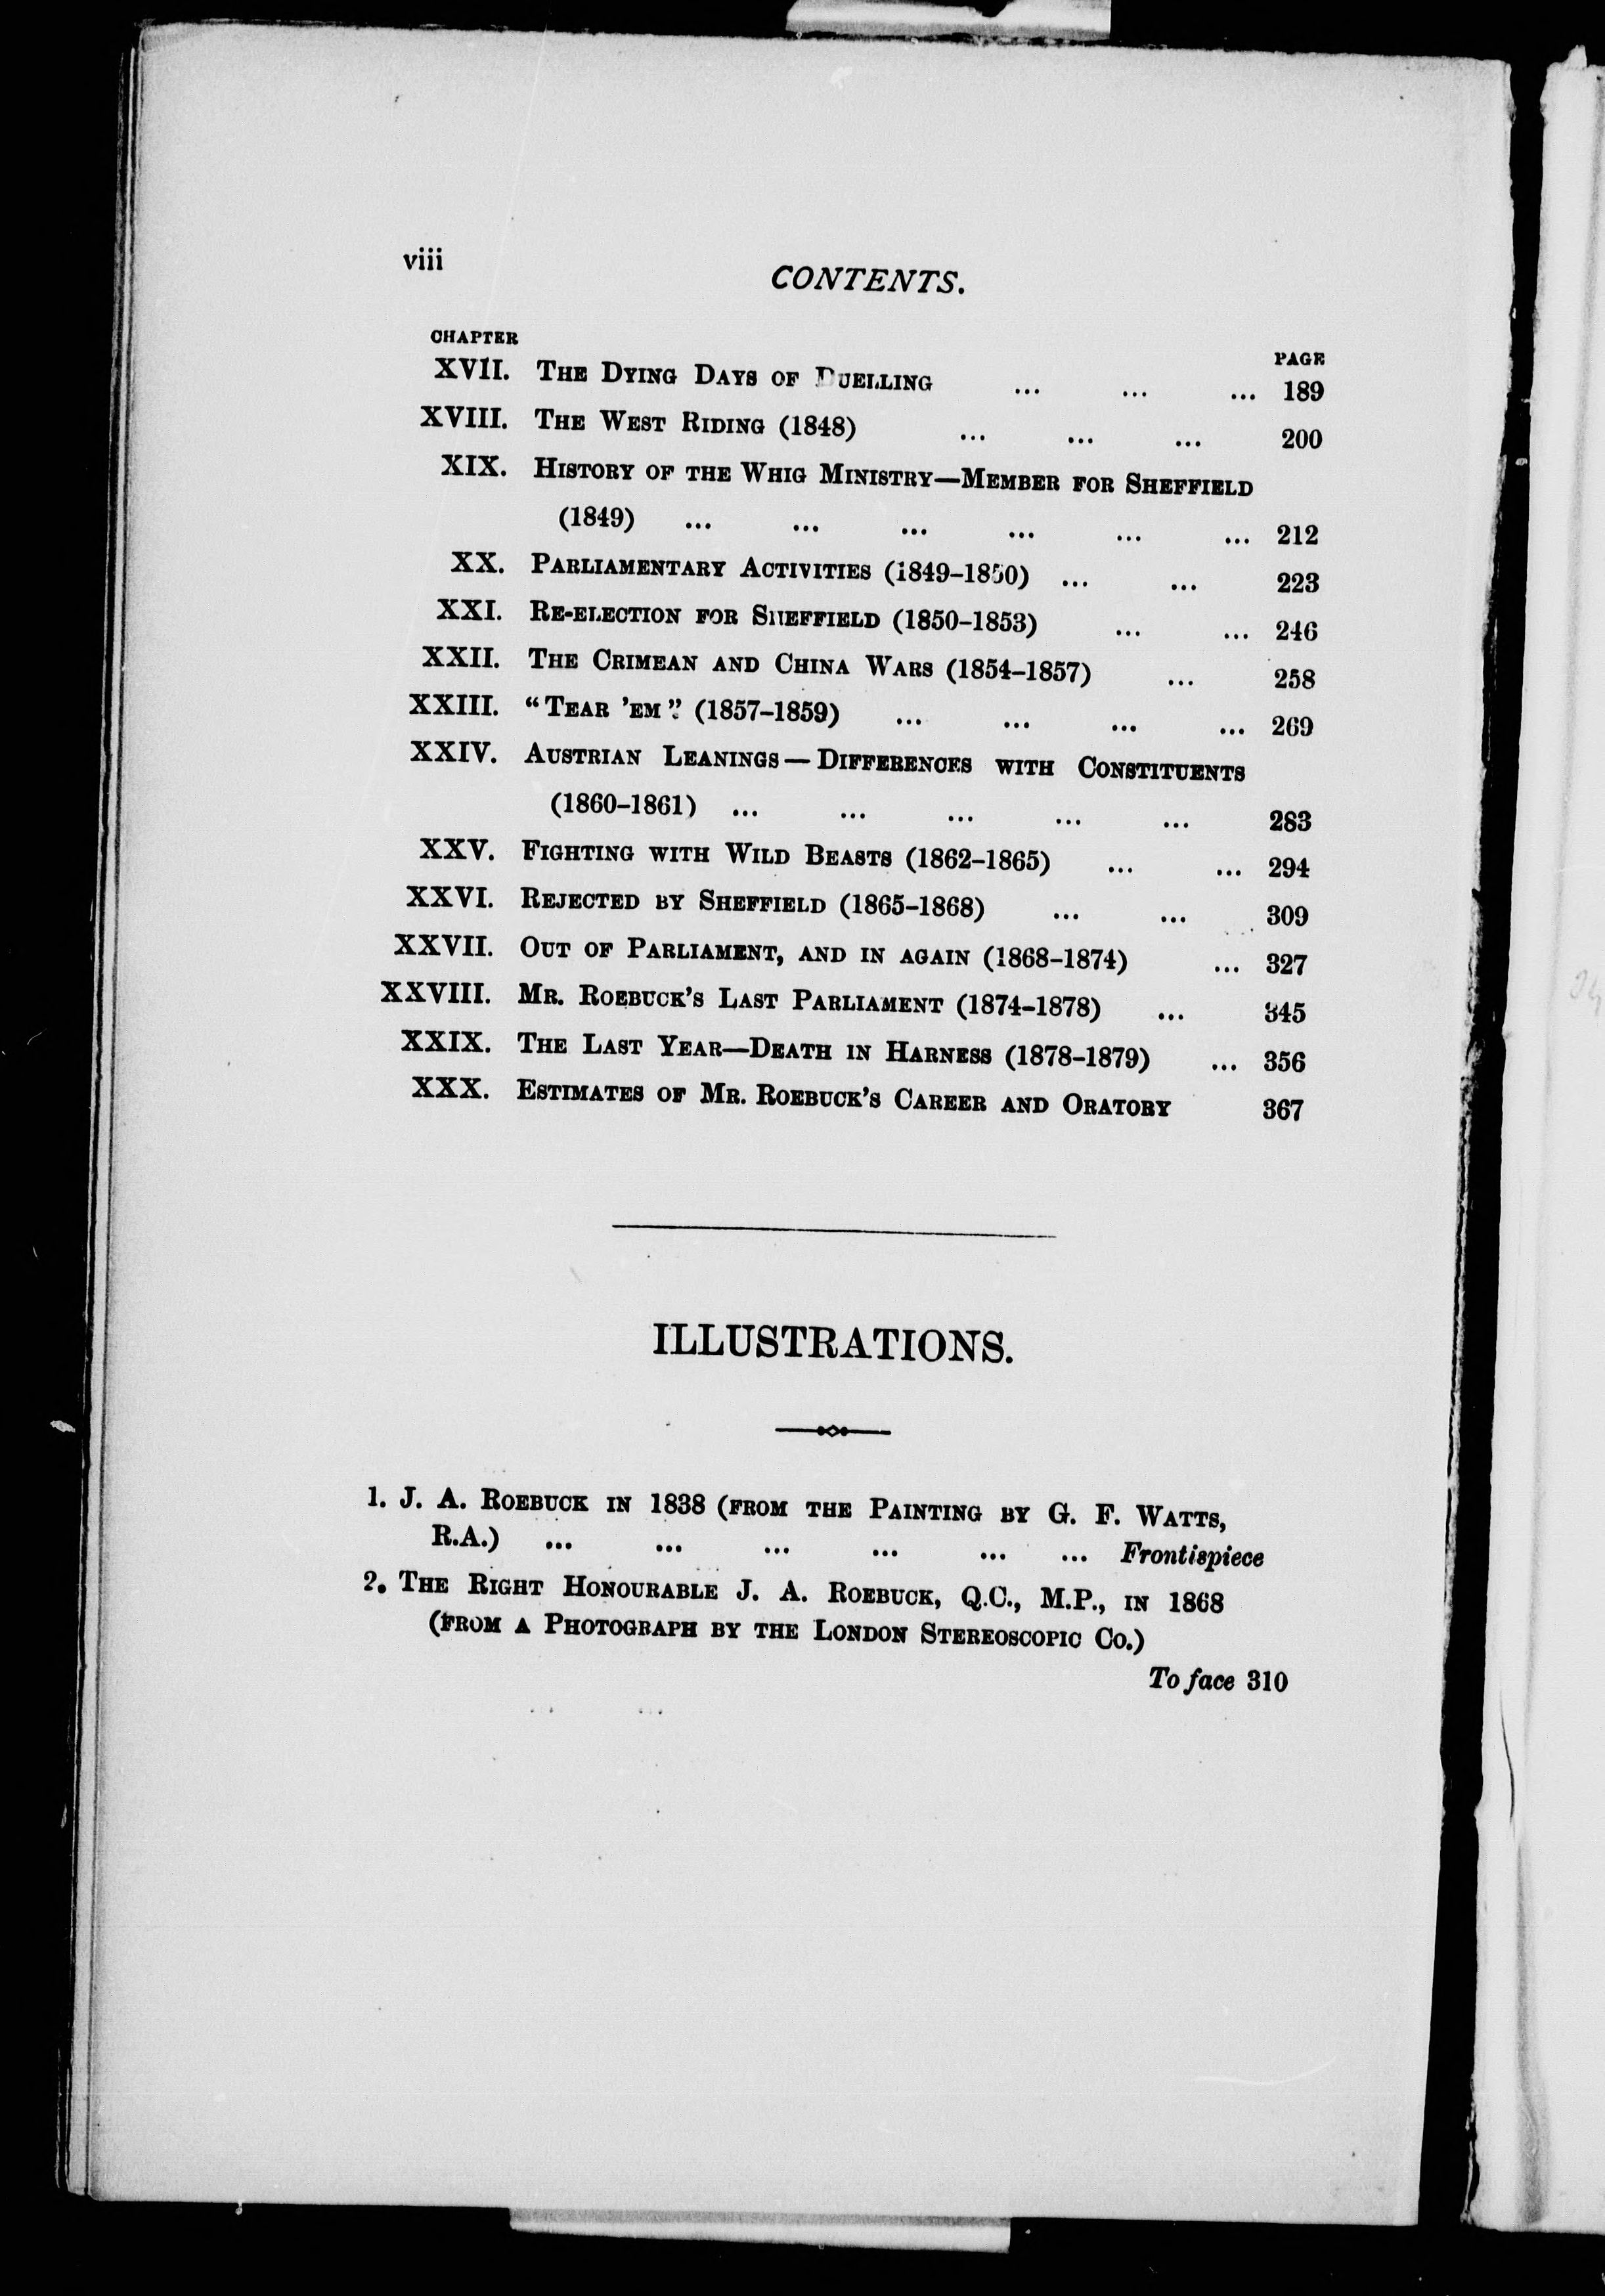 viii
CONTENTS.
CHAPTER PAGE
XVII. THE DYING DAYS OF DUELLING ... ... ... 189
XVIII. THE WEST RIDING (1848) ... ... ... 200
XIX. HISTORY OF THE WHIG MINISTRY—MEMBER FOR SHEFFIELD
(1849) ... ... ... ... ... ... 212
XX. PARLIAMENTARY ACTIVITIES (1849–1850) ... ... 223
XXI. RE-ELECTION FOR SHEFFIELD (1850–1853) ... ... 246
XXII. THE CRIMEAN AND CHINA WARS (1854–1857) ... 258
XXIII. “TEAR ’EM” (1857–1859) ... ... ... ... 269
XXIV. AUSTRIAN LEANINGS — DIFFERENCES WITH CONSTITUENTS
(1860–1861) ... ... ... ... ... 283
XXV. FIGHTING WITH WILD BEASTS (1862–1865) ... ... 294
XXVI. REJECTED BY SHEFFIELD (1865–1868) ... ... 309
XXVII. OUT OF PARLIAMENT, AND IN AGAIN (1868–1874) ... 327
XXVIII. MR. ROEBUCK’S LAST PARLIAMENT (1874–1878) ... 345
XXIX. THE LAST YEAR—DEATH IN HARNESS (1878–1879) ... 356
XXX. ESTIMATES OF MR. ROEBUCK’S CAREER AND ORATORY 367
ILLUSTRATIONS.
1. J. A. ROEBUCK IN 1838 (FROM THE PAINTING BY G. F. WATTS,
R.A.) ... ... ... ... ... ... Frontispiece
2. THE RIGHT HONOURABLE J. A. ROEBUCK, Q.C., M.P., IN 1868
(FROM A PHOTOGRAPH BY THE LONDON STEREOSCOPIC CO.)
To face 310